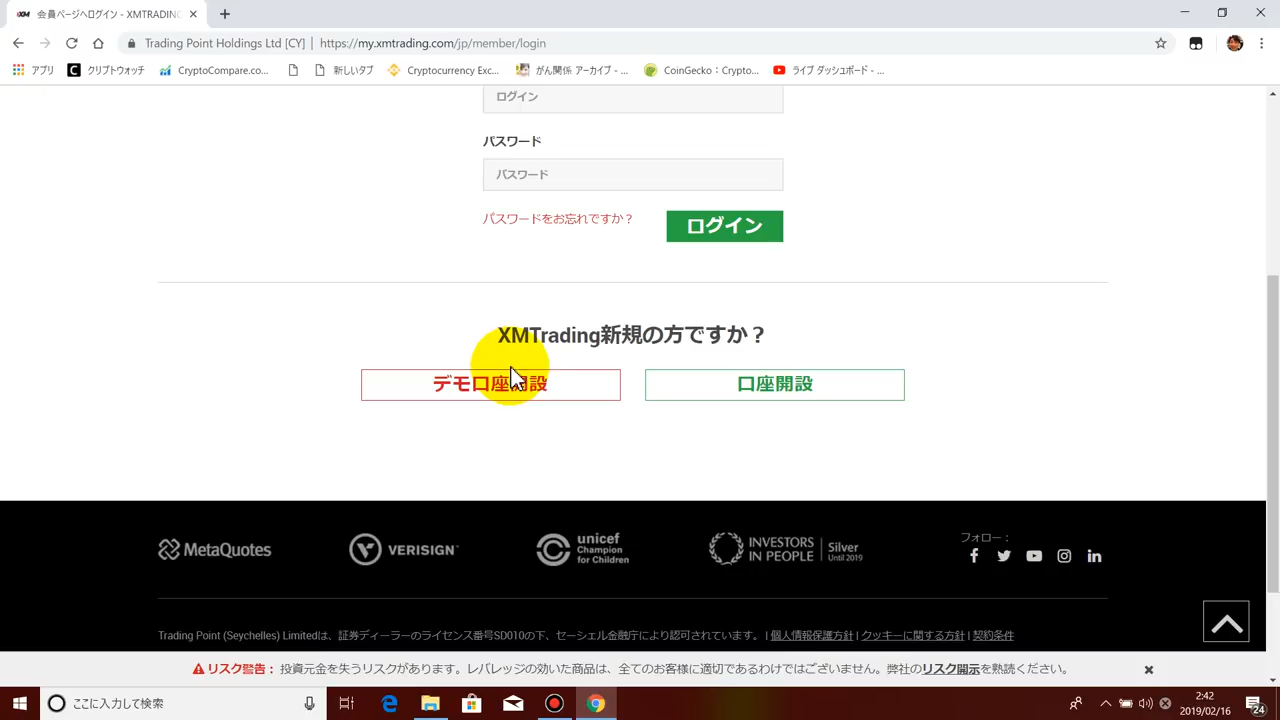 XM 会員ページへログイン - XMTRADING
Trading Point Holdings Ltd [CY] | https://my.xmtrading.com/jp/member/login
アプリ C クリプトウォッチ CryptoCompare.co... 新しいタブ Cryptocurrency Exc... がん関係 アーカイブ - ... CoinGecko：Crypto... ライブ ダッシュボード - ...
ログイン
パスワード
パスワード
パスワードをお忘れですか？ ログイン
XMTrading新規の方ですか？
デモ口座開設 口座開設
MetaQuotes VERISIGN unicef Champion for Children INVESTORS IN PEOPLE Silver Until 2019
フォロー：
Trading Point (Seychelles) Limitedは、証券ディーラーのライセンス番号SD010の下、セーシェル金融庁により認可されています。 | 個人情報保護方針 | クッキーに関する方針 | 契約条件
リスク警告： 投資元金を失うリスクがあります。レバレッジの効いた商品は、全てのお客様に適切であるわけではございません。弊社のリスク開示を熟読ください。
ここに入力して検索
2:42
2019/02/16
24